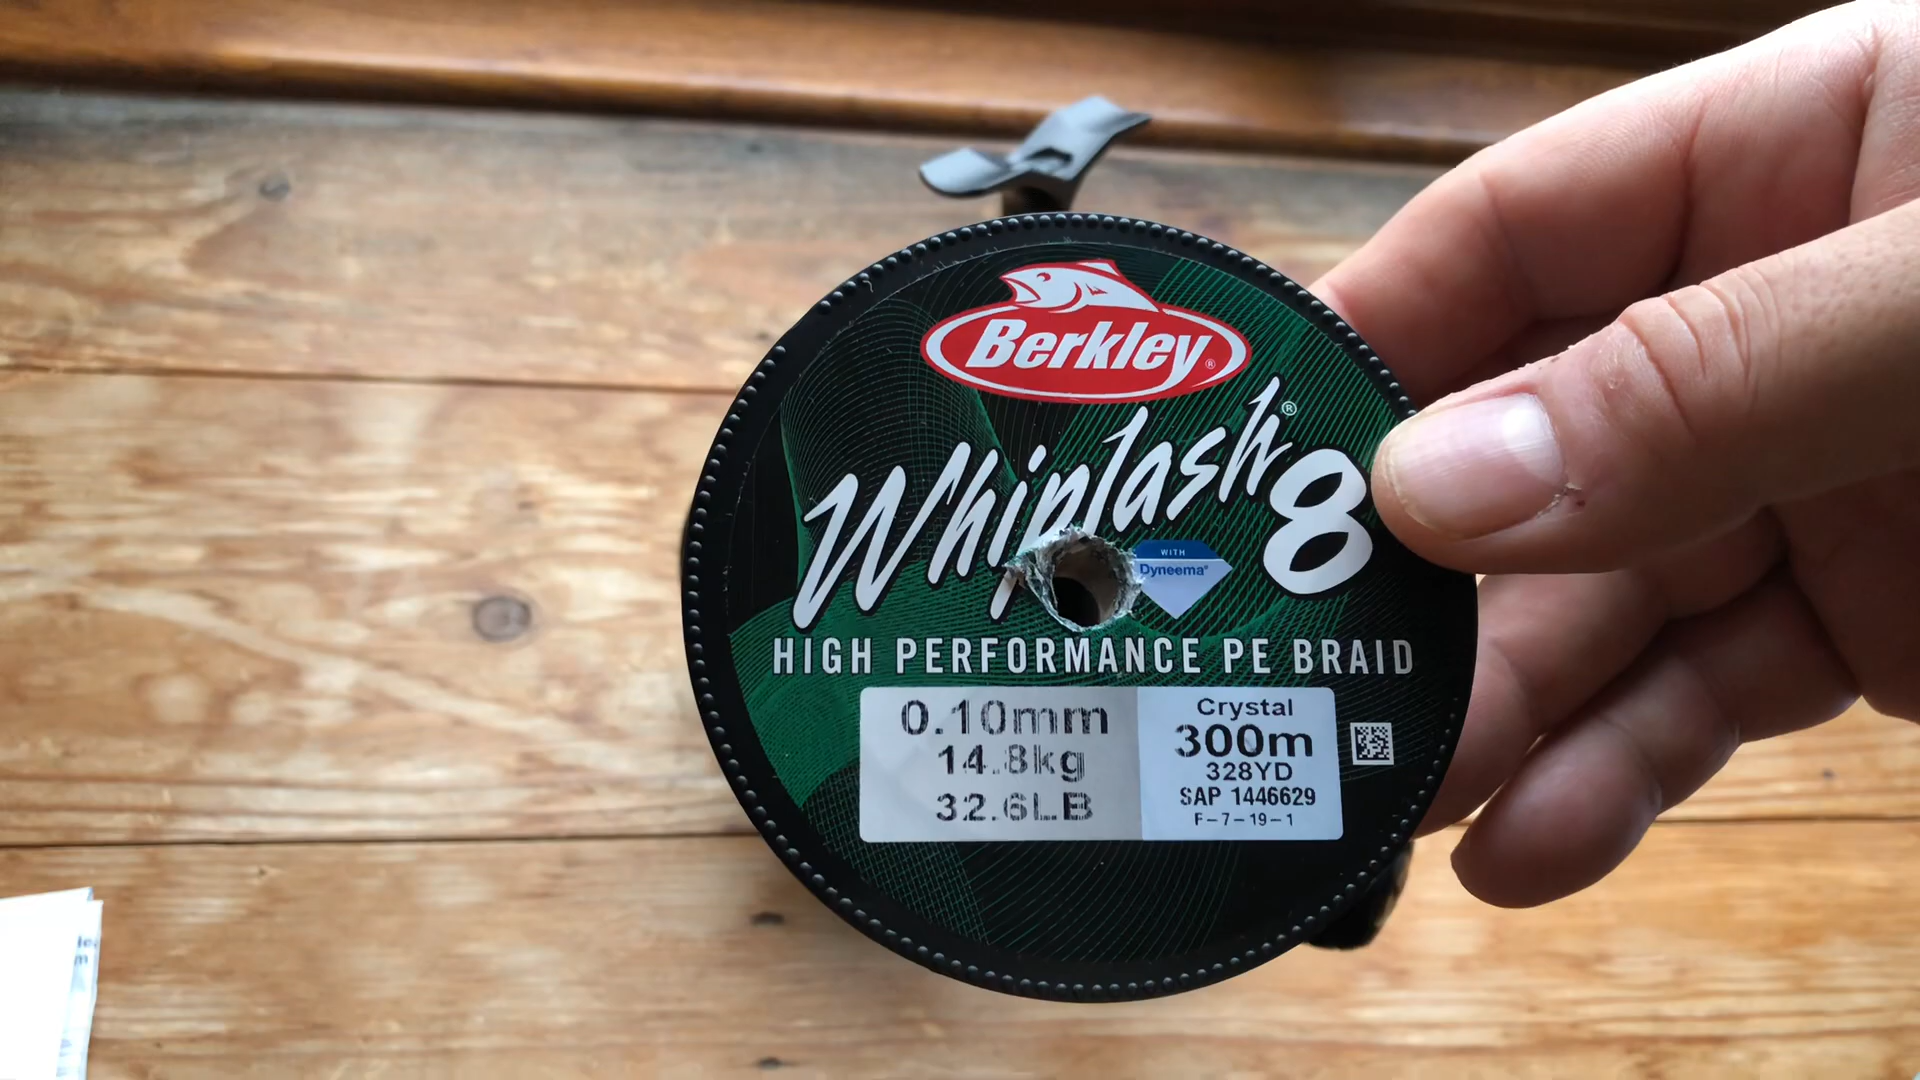 Berkley®
Whiplash® 8
WITH
Dyneema®
HIGH PERFORMANCE PE BRAID
0.10mm
14.8kg
32.6LB
Crystal
300m
328YD
SAP 1446629
F-7-19-1